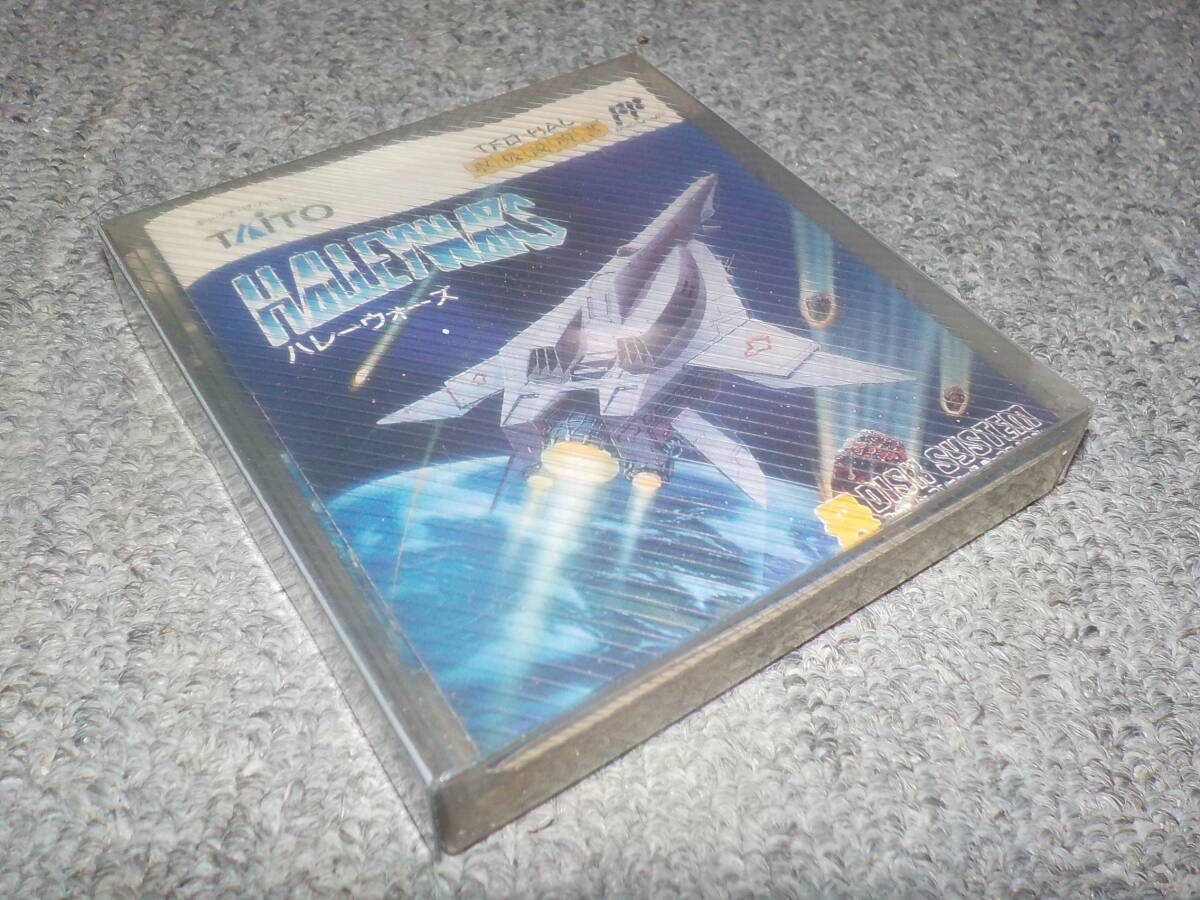 TAITO
TFD-HAL
HALLEY WARS
ハレーウォーズ
DISK SYSTEM